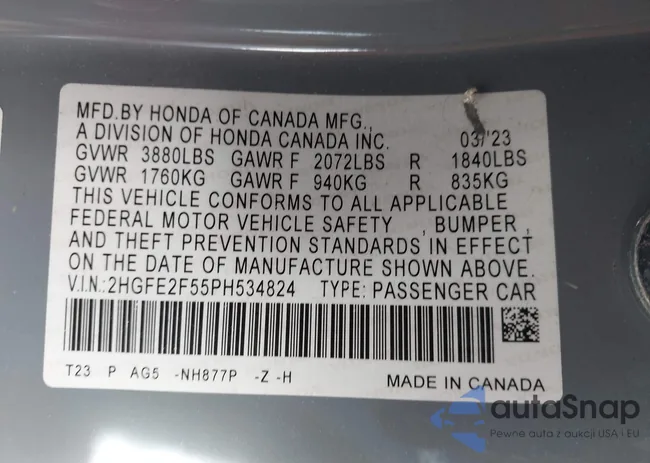 MFD.BY HONDA OF CANADA MFG.,
A DIVISION OF HONDA CANADA INC. 03/'23
GVWR 3880LBS GAWR F 2072LBS R 1840LBS
GVWR 1760KG GAWR F 940KG R 835KG
THIS VEHICLE CONFORMS TO ALL APPLICABLE
FEDERAL MOTOR VEHICLE SAFETY , BUMPER ,
AND THEFT PREVENTION STANDARDS IN EFFECT
ON THE DATE OF MANUFACTURE SHOWN ABOVE.
V.I.N.:2HGFE2F55PH534824 TYPE: PASSENGER CAR
T23 P AG5 -NH877P -Z -H MADE IN CANADA
autaSnap
Pewne auta z aukcji USA i EU